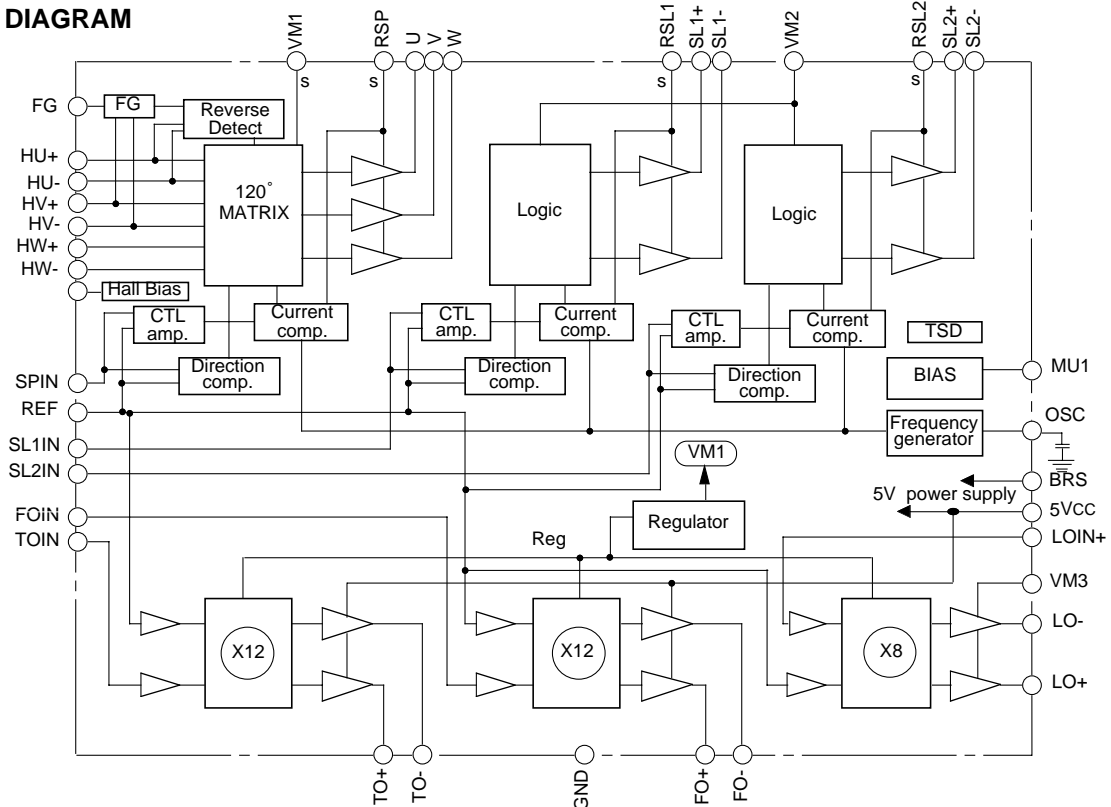 DIAGRAM
VM1
RSP
U
V
W
RSL1
SL1+
SL1-
VM2
RSL2
SL2+
SL2-
s
s
s
s
FG
FG
Reverse
Detect
HU+
HU-
HV+
HV-
HW+
HW-
120°
MATRIX
Logic
Logic
Hall Bias
CTL
amp.
Current
comp.
CTL
amp.
Current
comp.
CTL
amp.
Current
comp.
TSD
Direction
comp.
Direction
comp.
Direction
comp.
BIAS
MU1
SPIN
REF
SL1IN
SL2IN
FOiN
TOIN
Frequency
generator
OSC
VM1
BRS
5V power supply
5VCC
Regulator
Reg
LOIN+
VM3
X12
X12
X8
LO-
LO+
TO+
TO-
GND
FO+
FO-